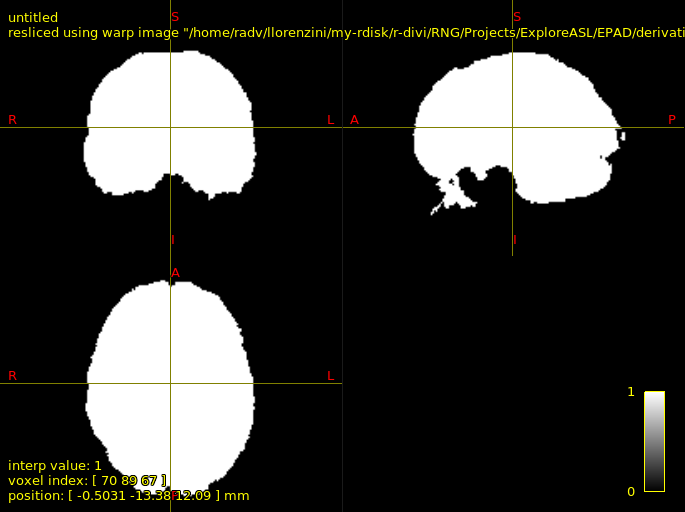 untitled
resliced using warp image "/home/radv/llorenzini/my-rdisk/r-divi/RNG/Projects/ExploreASL/EPAD/derivati
S
S
R
L
A
P
I
I
A
R
L
1
interp value: 1
voxel index: [ 70 89 67 ]
0
position: [ -0.5031 -13.38 12.09 ] mm
P